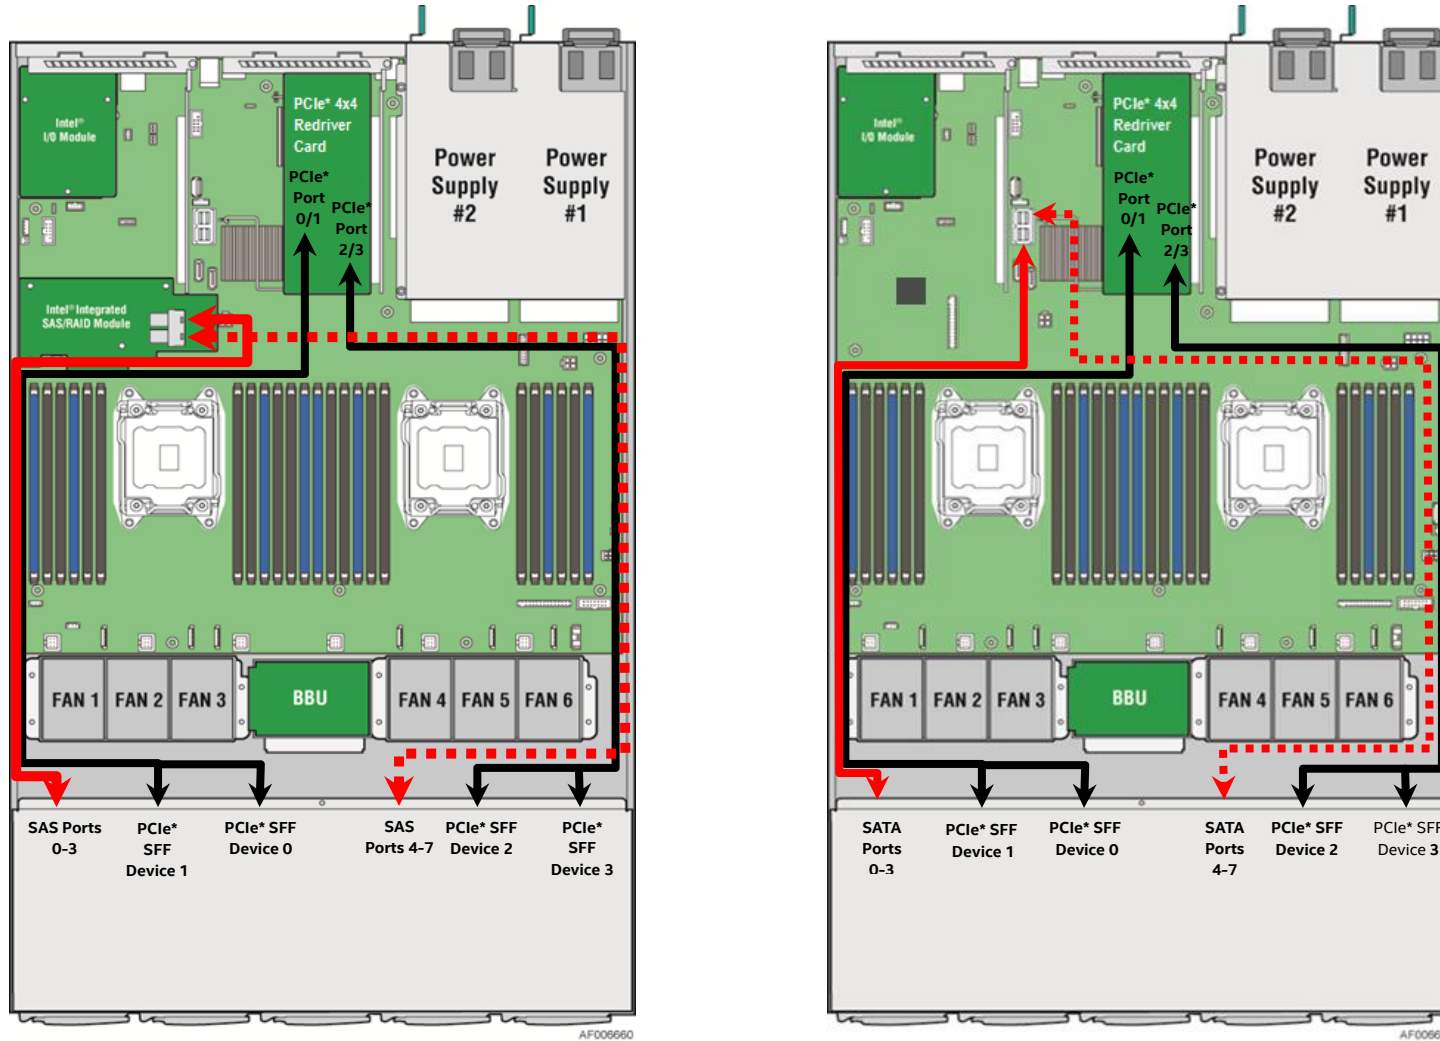 Intel®
I/O Module
PCIe* 4x4
Redriver
Card
PCIe*
Port
0/1
PCIe*
Port
2/3
Power
Supply
#2
Power
Supply
#1
Intel® Integrated
SAS/RAID Module
FAN 1
FAN 2
FAN 3
BBU
FAN 4
FAN 5
FAN 6
SAS Ports
0-3
PCIe*
SFF
Device 1
PCIe* SFF
Device 0
SAS
Ports 4-7
PCIe* SFF
Device 2
PCIe*
SFF
Device 3
AF006660
Intel®
I/O Module
PCIe* 4x4
Redriver
Card
PCIe*
Port
0/1
PCIe*
Port
2/3
Power
Supply
#2
Power
Supply
#1
FAN 1
FAN 2
FAN 3
BBU
FAN 4
FAN 5
FAN 6
SATA
Ports
0-3
PCIe* SFF
Device 1
PCIe* SFF
Device 0
SATA
Ports
4-7
PCIe* SFF
Device 2
PCIe* SFF
Device 3
AF0066